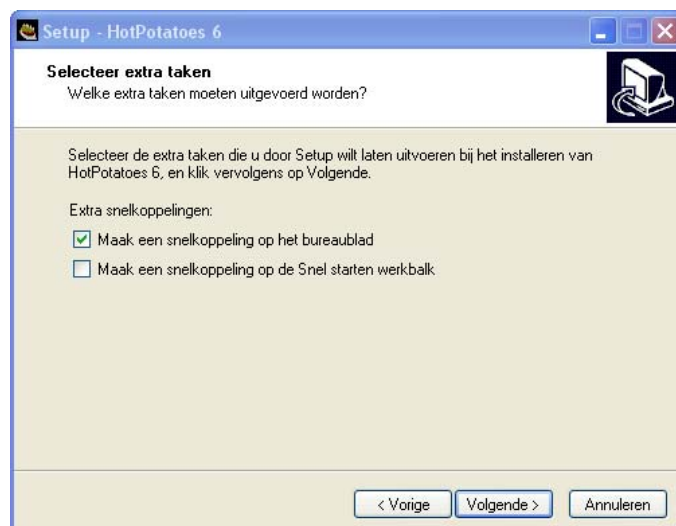 Setup - HotPotatoes 6
Selecteer extra taken
Welke extra taken moeten uitgevoerd worden?
Selecteer de extra taken die u door Setup wilt laten uitvoeren bij het installeren van
HotPotatoes 6, en klik vervolgens op Volgende.
Extra snelkoppelingen:
Maak een snelkoppeling op het bureaublad
Maak een snelkoppeling op de Snel starten werkbalk
< Vorige Volgende > Annuleren